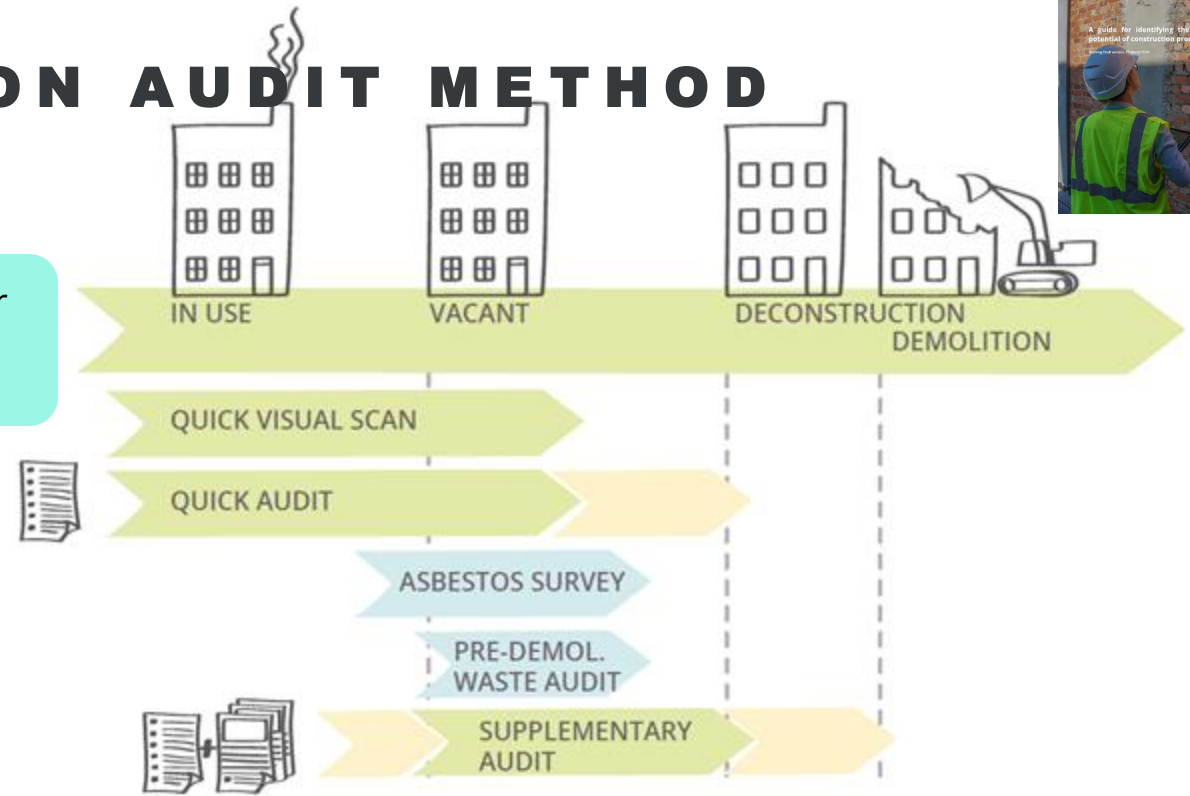 ON AUDIT METHOD
A guide for identifying the
potential of construction
r
IN USE
VACANT
DECONSTRUCTION
DEMOLITION
QUICK VISUAL SCAN
QUICK AUDIT
ASBESTOS SURVEY
PRE-DEMOL.
WASTE AUDIT
SUPPLEMENTARY
AUDIT